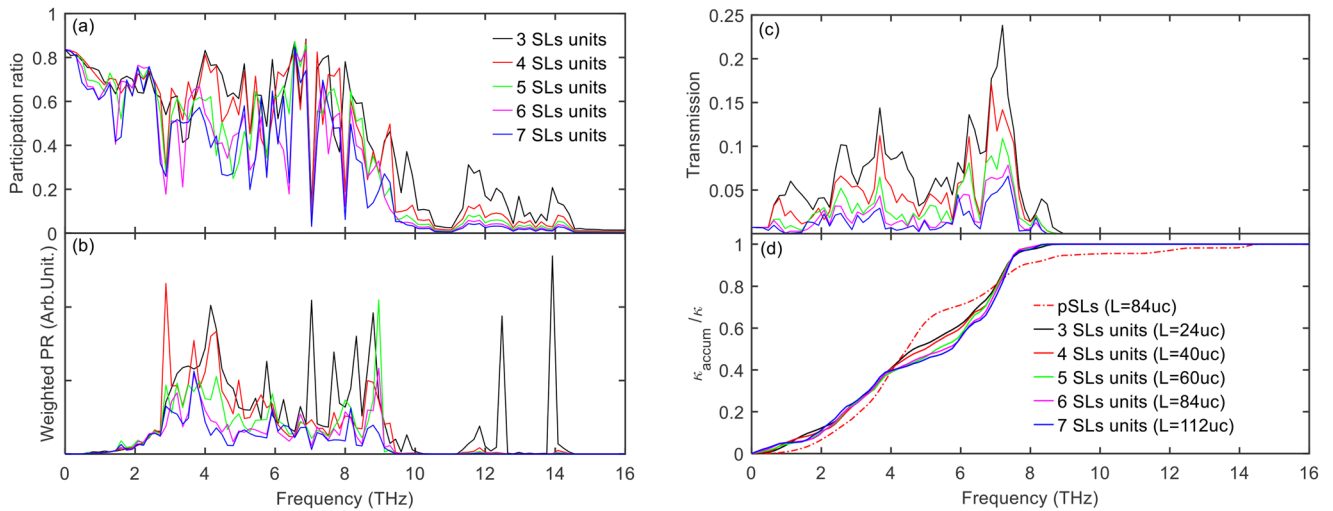 (a)
1
0.8
0.6
0.4
0.2
0
Participation ratio
3 SLs units
4 SLs units
5 SLs units
6 SLs units
7 SLs units
(b)
Weighted PR (Arb.Unit.)
0 2 4 6 8 10 12 14 16
Frequency (THz)
(c)
0.25
0.20
0.15
0.10
0.05
Transmission
(d)
1
0.8
0.6
0.4
0.2
0
κaccum/κ
pSLs (L=84uc)
3 SLs units (L=24uc)
4 SLs units (L=40uc)
5 SLs units (L=60uc)
6 SLs units (L=84uc)
7 SLs units (L=112uc)
0 2 4 6 8 10 12 14 16
Frequency (THz)